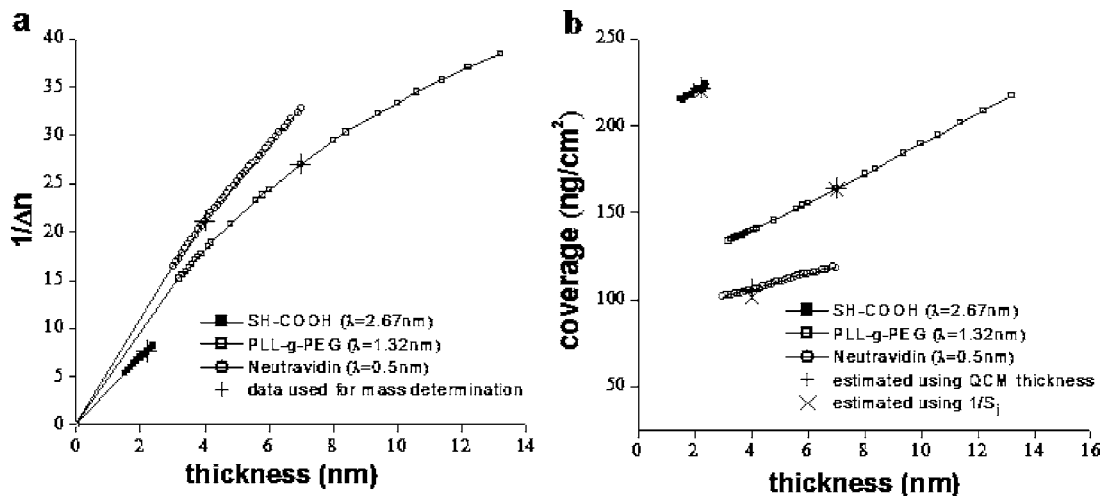 a
40
35
30
25
20
15
10
5
0
1/Δn
0 2 4 6 8 10 12 14
thickness (nm)
SH-COOH (λ=2.67nm)
PLL-g-PEG (λ=1.32nm)
Neutravidin (λ=0.5nm)
data used for mass determination
b
250
200
150
100
50
coverage (ng/cm²)
0 2 4 6 8 10 12 14 16
thickness (nm)
SH-COOH (λ=2.67nm)
PLL-g-PEG (λ=1.32nm)
Neutravidin (λ=0.5nm)
estimated using QCM thickness
estimated using 1/Sⱼ